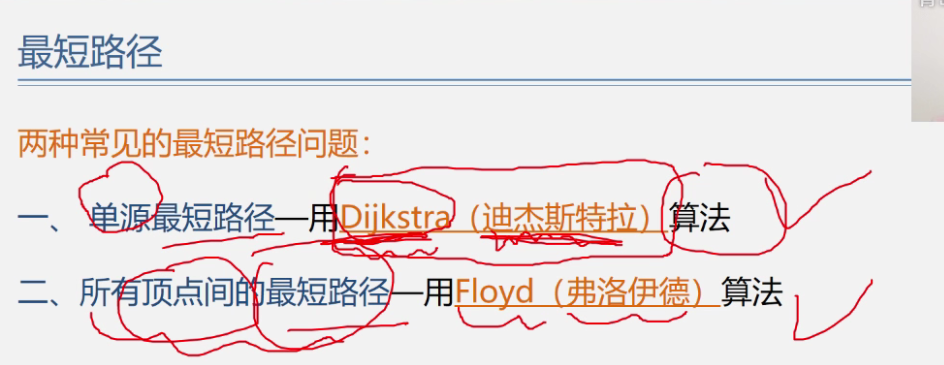 最短路径
两种常见的最短路径问题：
一、 单源最短路径—用Dijkstra（迪杰斯特拉）算法
二、所有顶点间的最短路径—用Floyd（弗洛伊德）算法